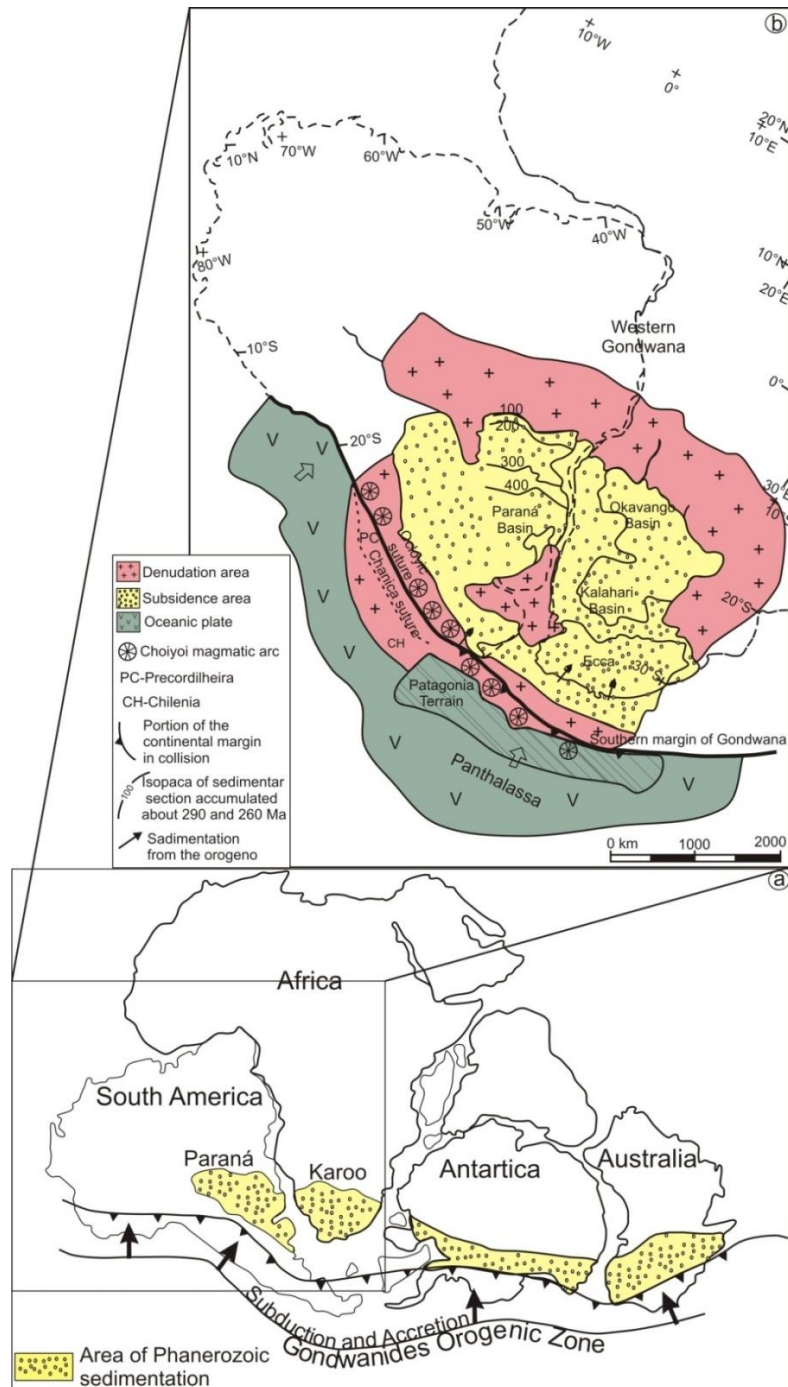 b
10°W
0°
20°N
10°E
10°N
70°W
60°W
50°W
40°W
80°W
10°N
20°E
10°S
Western
Gondwana
0°
20°S
100
200
300
400
30°E
10°S
Paraná
Basin
Okavango
Basin
Kalahari
Basin
20°S
PC
Ocloyic
suture
Chanica suture
CH
Ecca
30°S
Patagonia
Terrain
Southern margin of Gondwana
Panthalassa
Denudation area
Subsidence area
Oceanic plate
Choiyoi magmatic arc
PC-Precordilheira
CH-Chilenia
Portion of the
continental margin
in collision
100
Isopaca of sedimentar
section accumulated
about 290 and 260 Ma
Sadimentation
from the orogeno
0 km 1000 2000
a
Africa
South America
Paraná
Karoo
Antartica
Australia
Subduction and Accretion
Gondwanides Orogenic Zone
Area of Phanerozoic
sedimentation